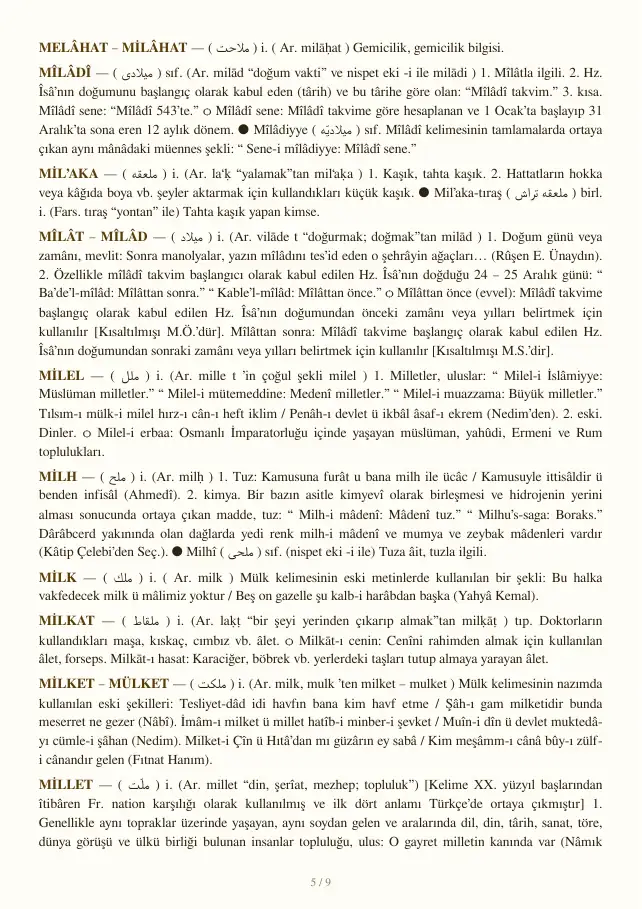 MELÂHAT – MİLÂHAT — ( ملاحت ) i. ( Ar. milāḥat ) Gemicilik, gemicilik bilgisi.
MÎLÂDÎ — ( ميلادى ) sıf. (Ar. milād “doğum vakti” ve nispet eki -i ile milādi ) 1. Mîlâtla ilgili. 2. Hz.
Îsâ’nın doğumunu başlangıç olarak kabul eden (târih) ve bu târihe göre olan: “Mîlâdî takvim.” 3. kısa.
Mîlâdî sene: “Mîlâdî 543’te.” ○ Mîlâdî sene: Mîlâdî takvime göre hesaplanan ve 1 Ocak’ta başlayıp 31
Aralık’ta sona eren 12 aylık dönem. ● Mîlâdiyye ( ميلاديّه ) sıf. Mîlâdî kelimesinin tamlamalarda ortaya
çıkan aynı mânâdaki müennes şekli: “ Sene-i mîlâdiyye: Mîlâdî sene.”
MİL’AKA — ( ملعقه ) i. (Ar. la‘ḳ “yalamak”tan mil‘aḳa ) 1. Kaşık, tahta kaşık. 2. Hattatların hokka
veya kâğıda boya vb. şeyler aktarmak için kullandıkları küçük kaşık. ● Mil’aka-tıraş ( ملعقه تراش ) birl.
i. (Fars. tıraş “yontan” ile) Tahta kaşık yapan kimse.
MÎLÂT – MÎLÂD — ( ميلاد ) i. (Ar. vilāde t “doğurmak; doğmak”tan milād ) 1. Doğum günü veya
zamânı, mevlit: Sonra manolyalar, yazın mîlâdını tes’id eden o şehrâyin ağaçları… (Rûşen E. Ünaydın).
2. Özellikle mîlâdî takvim başlangıcı olarak kabul edilen Hz. Îsâ’nın doğduğu 24 – 25 Aralık günü: “
Ba’de’l-mîlâd: Mîlâttan sonra.” “ Kable’l-mîlâd: Mîlâttan önce.” ○ Mîlâttan önce (evvel): Mîlâdî takvime
başlangıç olarak kabul edilen Hz. Îsâ’nın doğumundan önceki zamânı veya yılları belirtmek için
kullanılır [Kısaltılmışı M.Ö.’dür]. Mîlâttan sonra: Mîlâdî takvime başlangıç olarak kabul edilen Hz.
Îsâ’nın doğumundan sonraki zamânı veya yılları belirtmek için kullanılır [Kısaltılmışı M.S.’dir].
MİLEL — ( ملل ) i. (Ar. mille t ’in çoğul şekli milel ) 1. Milletler, uluslar: “ Milel-i İslâmiyye:
Müslüman milletler.” “ Milel-i mütemeddine: Medenî milletler.” “ Milel-i muazzama: Büyük milletler.”
Tılsım-ı mülk-i milel hırz-ı cân-ı heft iklim / Penâh-ı devlet ü ikbâl âsaf-ı ekrem (Nedim’den). 2. eski.
Dinler. ○ Milel-i erbaa: Osmanlı İmparatorluğu içinde yaşayan müslüman, yahûdi, Ermeni ve Rum
toplulukları.
MİLH — ( ملح ) i. (Ar. milḥ ) 1. Tuz: Kamusuna furât u bana milh ile ücâc / Kamusuyle ittisâldir ü
benden infisâl (Ahmedî). 2. kimya. Bir bazın asitle kimyevî olarak birleşmesi ve hidrojenin yerini
alması sonucunda ortaya çıkan madde, tuz: “ Milh-i mâdenî: Mâdenî tuz.” “ Milhu’s-saga: Boraks.”
Dârâbcerd yakınında olan dağlarda yedi renk milh-i mâdenî ve mumya ve zeybak mâdenleri vardır
(Kâtip Çelebi’den Seç.). ● Milhî ( ملحى ) sıf. (nispet eki -i ile) Tuza âit, tuzla ilgili.
MİLK — ( ملك ) i. ( Ar. milk ) Mülk kelimesinin eski metinlerde kullanılan bir şekli: Bu halka
vakfedecek milk ü mâlimiz yoktur / Beş on gazelle şu kalb-i harâbdan başka (Yahyâ Kemal).
MİLKAT — ( ملقاط ) i. (Ar. laḳṭ “bir şeyi yerinden çıkarıp almak”tan milḳāṭ ) tıp. Doktorların
kullandıkları maşa, kıskaç, cımbız vb. âlet. ○ Milkāt-ı cenin: Cenîni rahimden almak için kullanılan
âlet, forseps. Milkāt-ı hasat: Karaciğer, böbrek vb. yerlerdeki taşları tutup almaya yarayan âlet.
MİLKET – MÜLKET — ( ملكت ) i. (Ar. milk, mulk ’ten milket – mulket ) Mülk kelimesinin nazımda
kullanılan eski şekilleri: Tesliyet-dâd idi havfın bana kim havf etme / Şâh-ı gam milketidir bunda
meserret ne gezer (Nâbî). İmâm-ı milket ü millet hatîb-i minber-i şevket / Muîn-i dîn ü devlet muktedâ-
yı cümle-i şâhan (Nedim). Milket-i Çîn ü Hıtâ’dan mı güzârın ey sabâ / Kim meşâmm-ı cânâ bûy-ı zülf-
i cânandır gelen (Fıtnat Hanım).
MİLLET — ( ملّت ) i. (Ar. millet “din, şerîat, mezhep; topluluk”) [Kelime XX. yüzyıl başlarından
îtibâren Fr. nation karşılığı olarak kullanılmış ve ilk dört anlamı Türkçe’de ortaya çıkmıştır] 1.
Genellikle aynı topraklar üzerinde yaşayan, aynı soydan gelen ve aralarında dil, din, târih, sanat, töre,
dünya görüşü ve ülkü birliği bulunan insanlar topluluğu, ulus: O gayret milletin kanında var (Nâmık
5 / 9